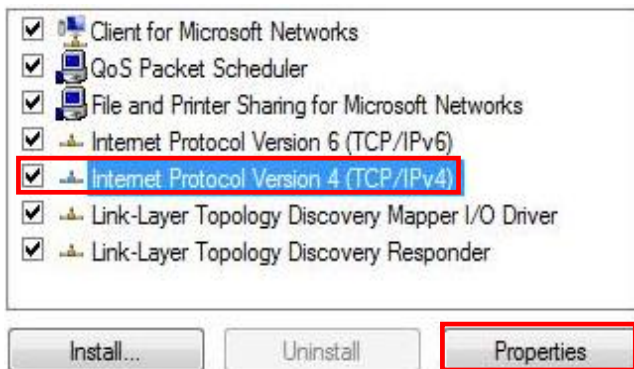 Client for Microsoft Networks
QoS Packet Scheduler
File and Printer Sharing for Microsoft Networks
Internet Protocol Version 6 (TCP/IPv6)
Internet Protocol Version 4 (TCP/IPv4)
Link-Layer Topology Discovery Mapper I/O Driver
Link-Layer Topology Discovery Responder
Install... Uninstall Properties